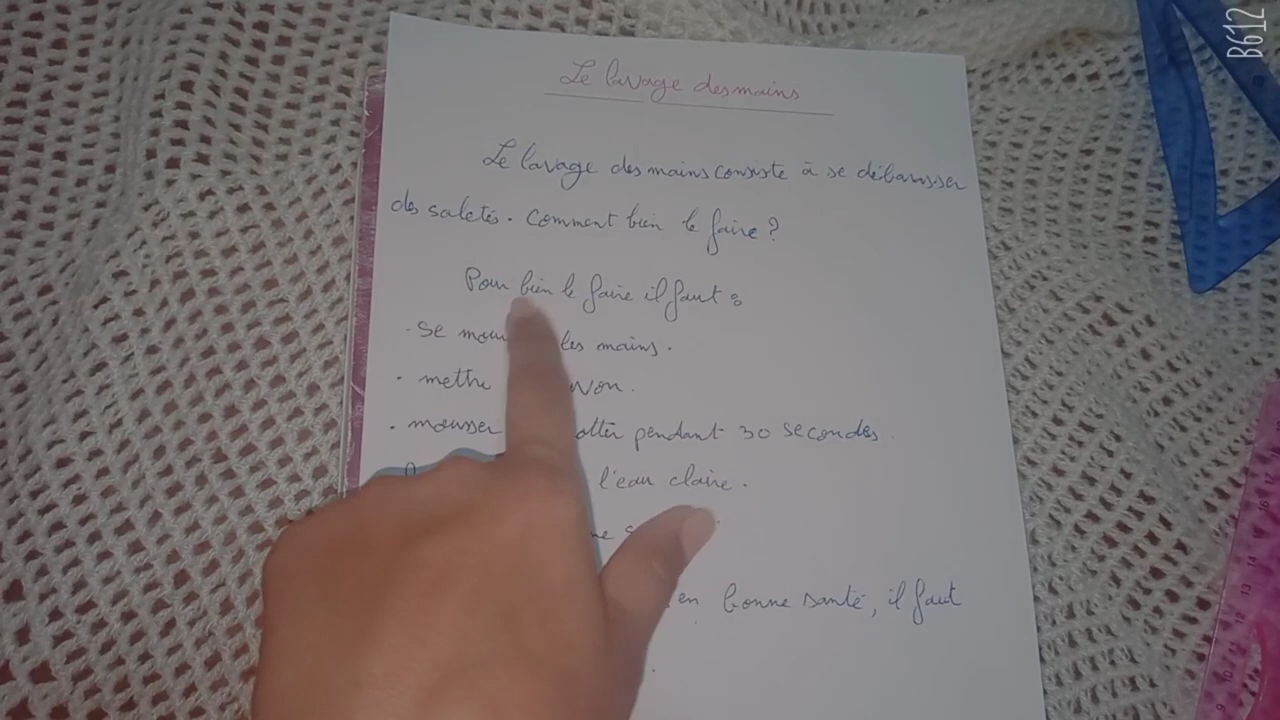 Le lavage des mains
Le lavage des mains consiste à se débarasser
des saletés. Comment bien le faire ?
Pour bien le faire il faut :
- se les mains.
- mettre
- mousser pendant 30 secondes.
l'eau claire.
en bonne santé, il faut
B612